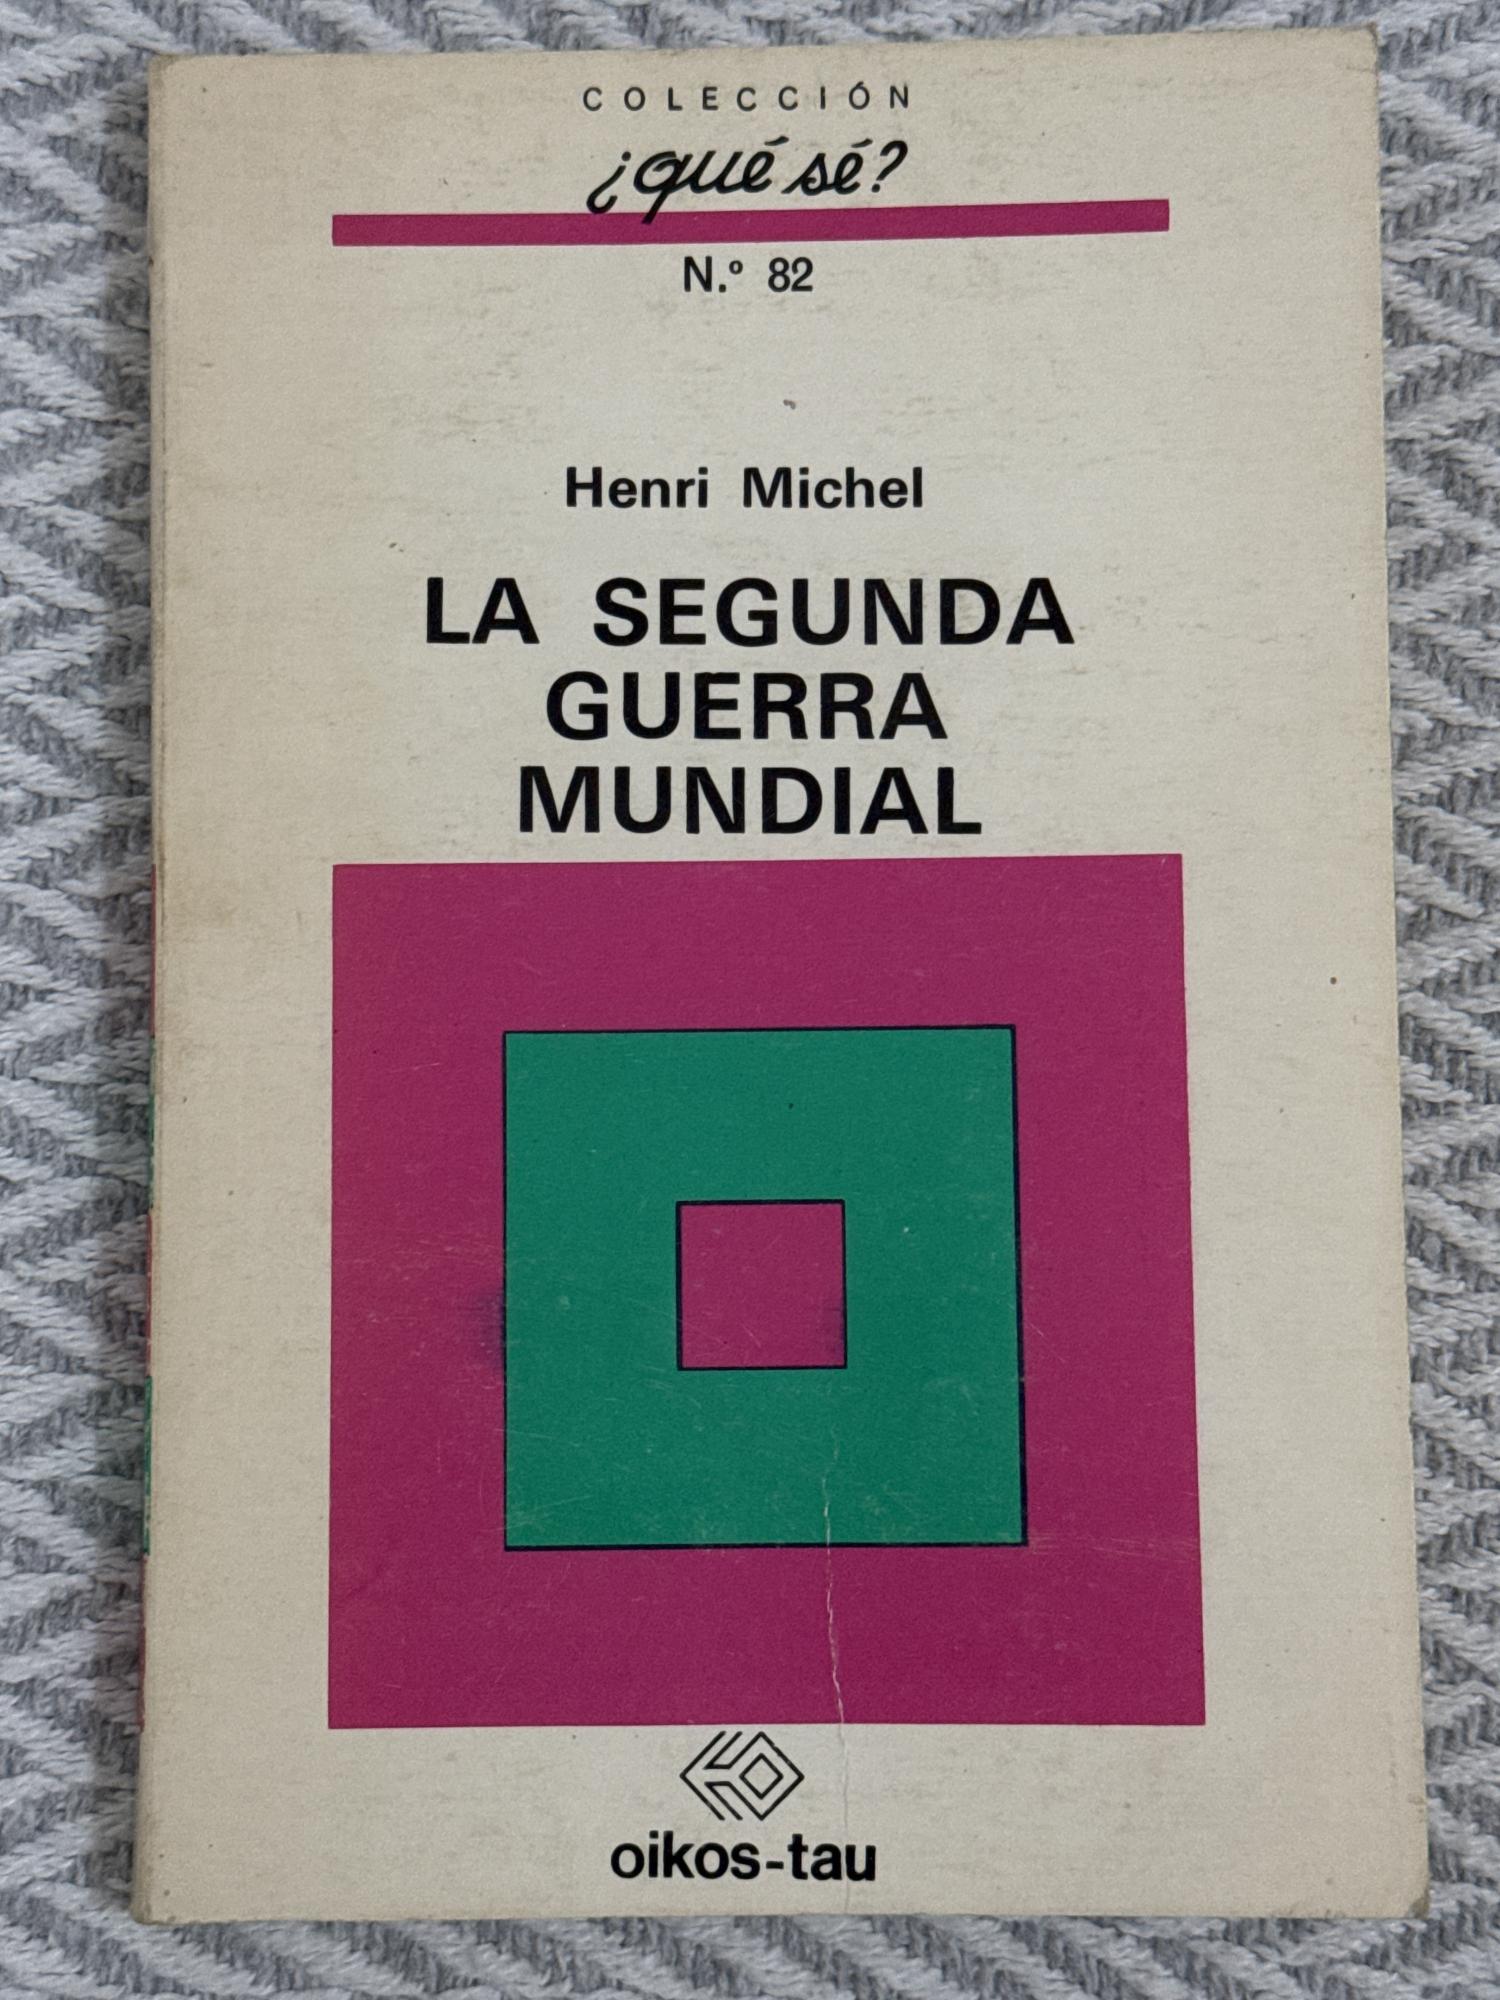 COLECCIÓN
¿qué sé?
N.º 82
Henri Michel
LA SEGUNDA
GUERRA
MUNDIAL
oikos-tau